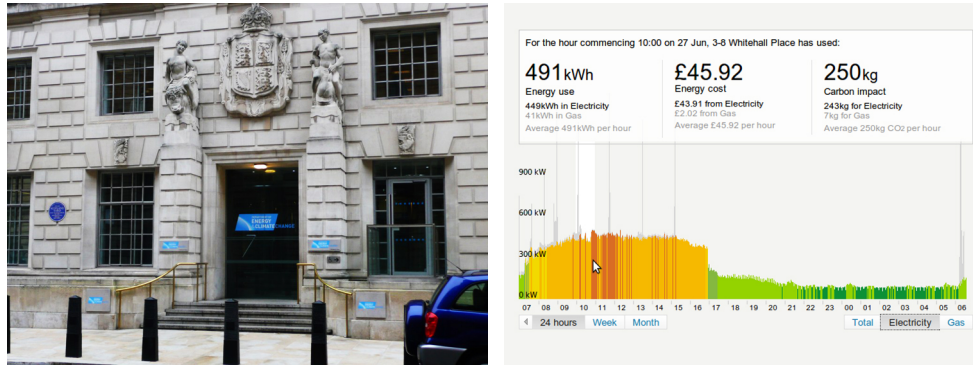 ENERGY
& CLIMATE CHANGE
For the hour commencing 10:00 on 27 Jun, 3-8 Whitehall Place has used:
491 kWh
Energy use
449kWh in Electricity
41kWh in Gas
Average 491kWh per hour
£45.92
Energy cost
£43.91 from Electricity
£2.02 from Gas
Average £45.92 per hour
250kg
Carbon impact
243kg for Electricity
7kg for Gas
Average 250kg CO2 per hour
900 kW
600 kW
300 kW
0 kW
07 08 09 10 11 12 13 14 15 16 17 18 19 20 21 22 23 00 01 02 03 04 05 06
24 hours Week Month
Total Electricity Gas